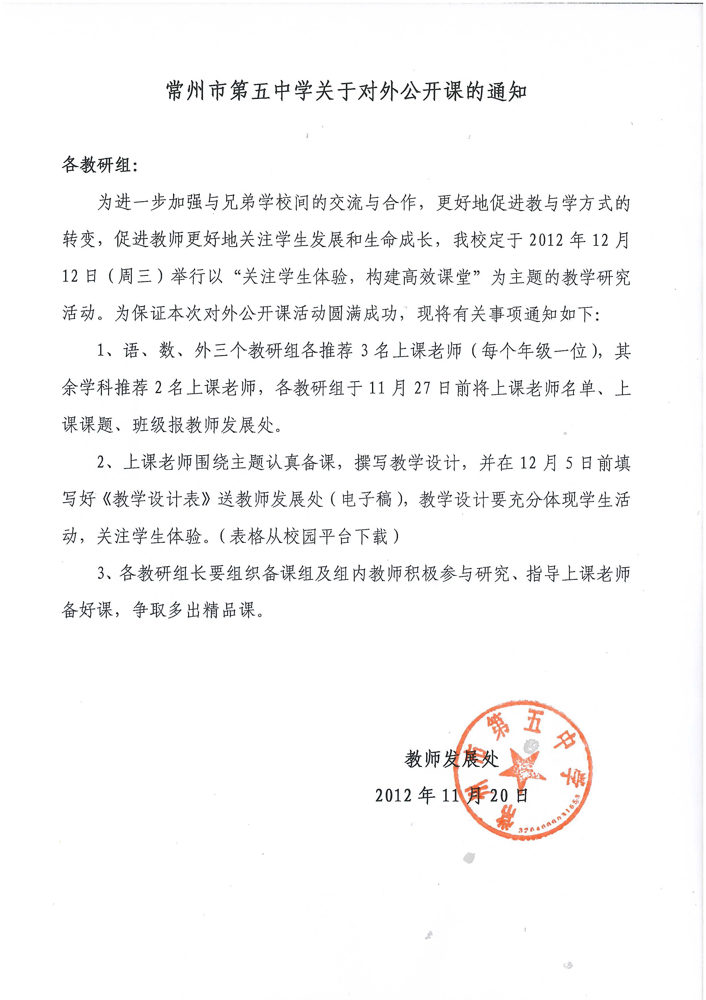 常州市第五中学关于对外公开课的通知
各教研组：
为进一步加强与兄弟学校间的交流与合作，更好地促进教与学方式的
转变，促进教师更好地关注学生发展和生命成长，我校定于 2012 年 12 月
12 日（周三）举行以“关注学生体验，构建高效课堂”为主题的教学研究
活动。为保证本次对外公开课活动圆满成功，现将有关事项通知如下：
1、语、数、外三个教研组各推荐 3 名上课老师（每个年级一位），其
余学科推荐 2 名上课老师，各教研组于 11 月 27 日前将上课老师名单、上
课课题、班级报教师发展处。
2、上课老师围绕主题认真备课，撰写教学设计，并在 12 月 5 日前填
写好《教学设计表》送教师发展处（电子稿），教学设计要充分体现学生活
动，关注学生体验。（表格从校园平台下载）
3、各教研组长要组织备课组及组内教师积极参与研究、指导上课老师
备好课，争取多出精品课。
教师发展处
2012 年 11 月 20 日
常州市第五中学